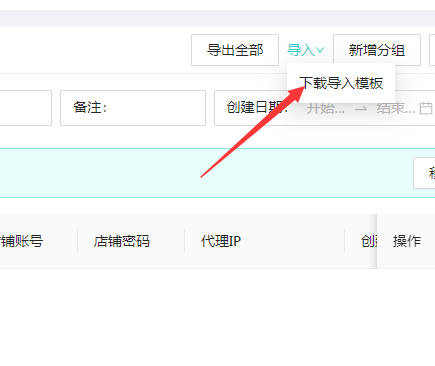 导出全部 导入 新增分组
下载导入模板
备注： 创建日期： 开始... → 结束...
铺账号 店铺密码 代理IP 创 操作